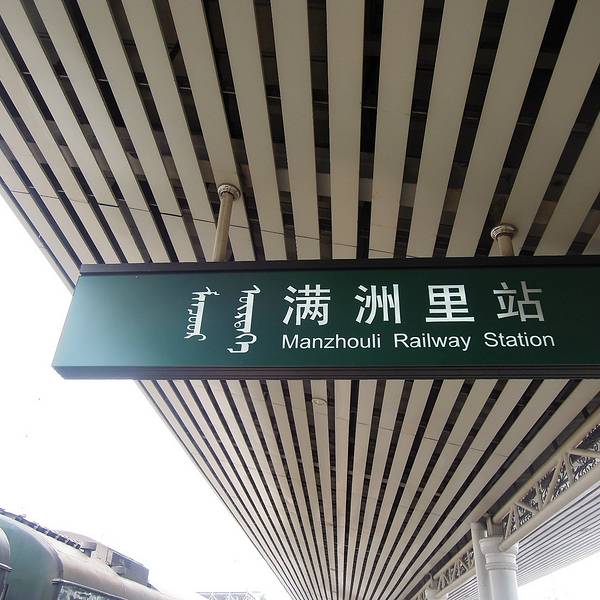 满洲里站
Manzhouli Railway Station